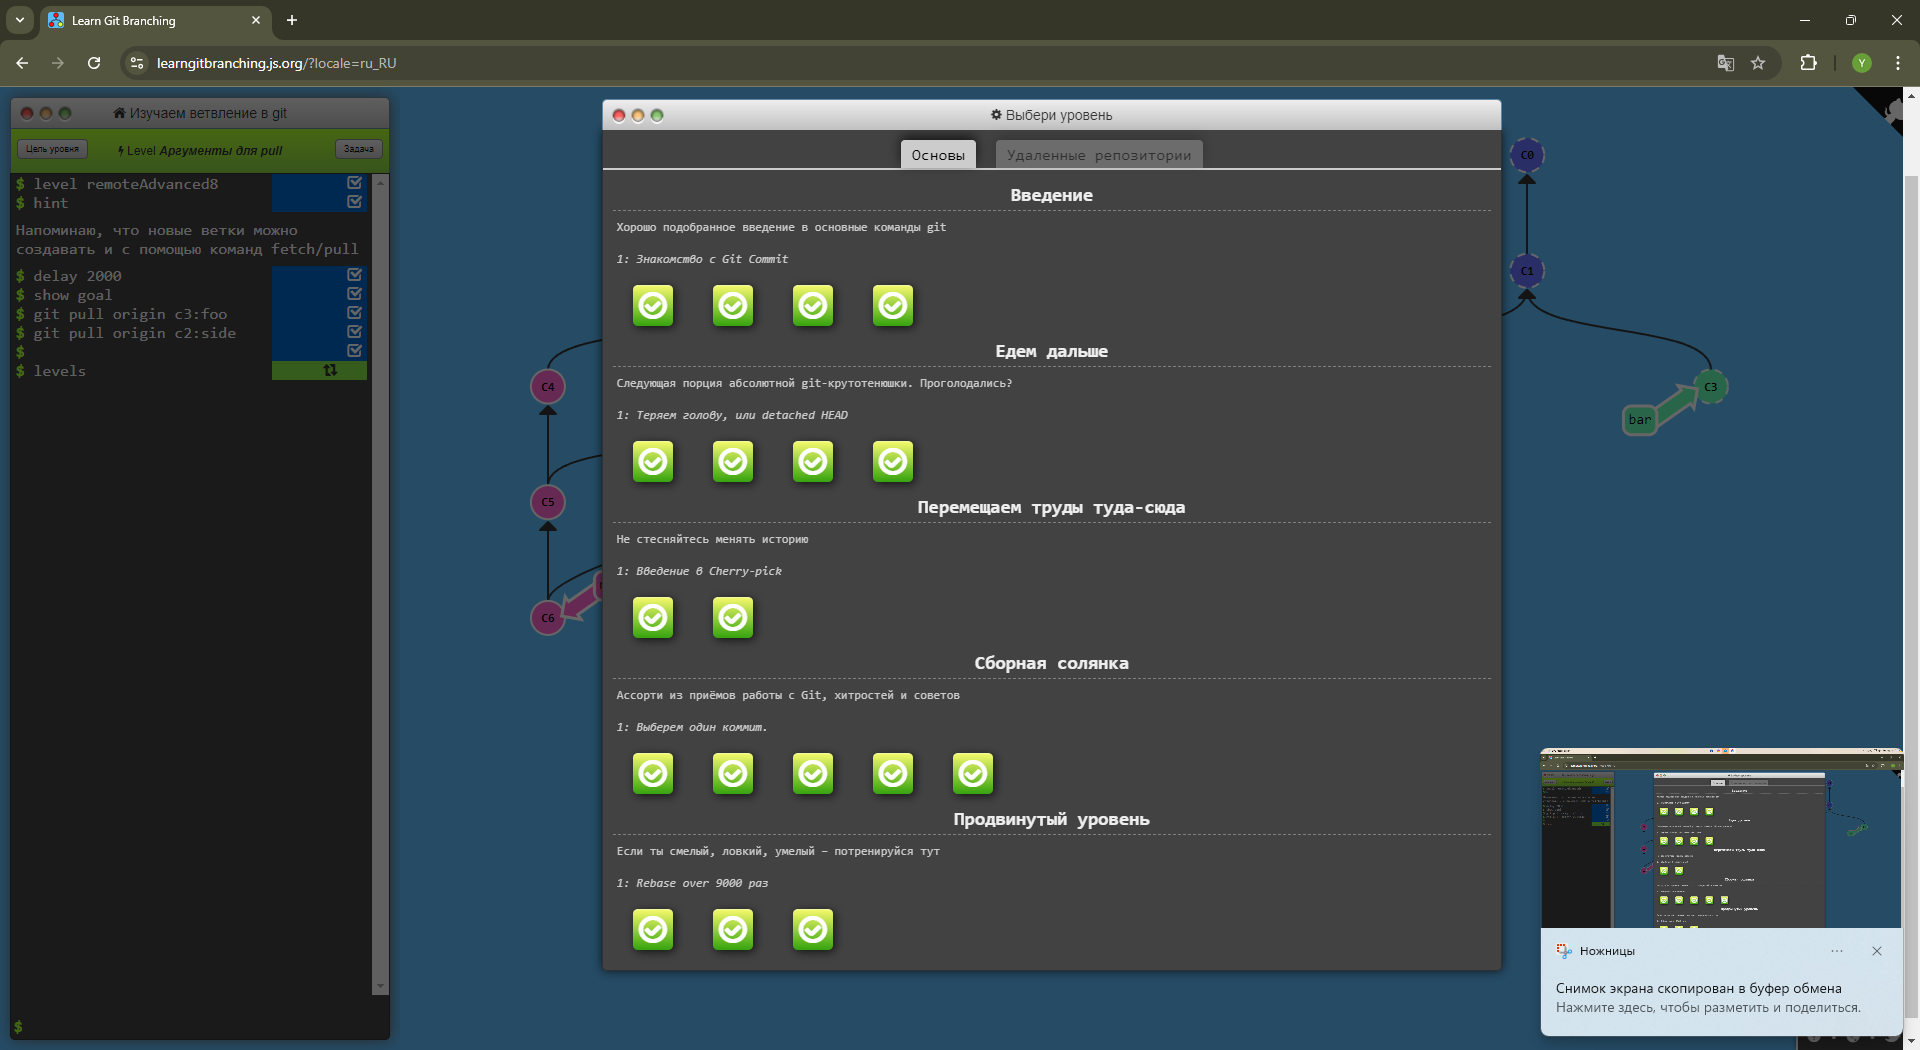 Learn Git Branching
learngitbranching.js.org/?locale=ru_RU
Y
Изучаем ветвление в git
Цель уровня
Level Аргументы для pull
Задача
$ level remoteAdvanced8
$ hint
Напоминаю, что новые ветки можно
создавать и с помощью команд fetch/pull
$ delay 2000
$ show goal
$ git pull origin c3:foo
$ git pull origin c2:side
$
$ levels
$
Выбери уровень
Основы
Удаленные репозитории
Введение
Хорошо подобранное введение в основные команды git
1: Знакомство с Git Commit
Едем дальше
Следующая порция абсолютной git-крутотенюшки. Проголодались?
1: Теряем голову, или detached HEAD
Перемещаем труды туда-сюда
Не стесняйтесь менять историю
1: Введение в Cherry-pick
Сборная солянка
Ассорти из приёмов работы с Git, хитростей и советов
1: Выберем один коммит.
Продвинутый уровень
Если ты смелый, ловкий, умелый – потренируйся тут
1: Rebase over 9000 раз
C4
C5
C6
C0
C1
C3
bar
Ножницы
Снимок экрана скопирован в буфер обмена
Нажмите здесь, чтобы разметить и поделиться.